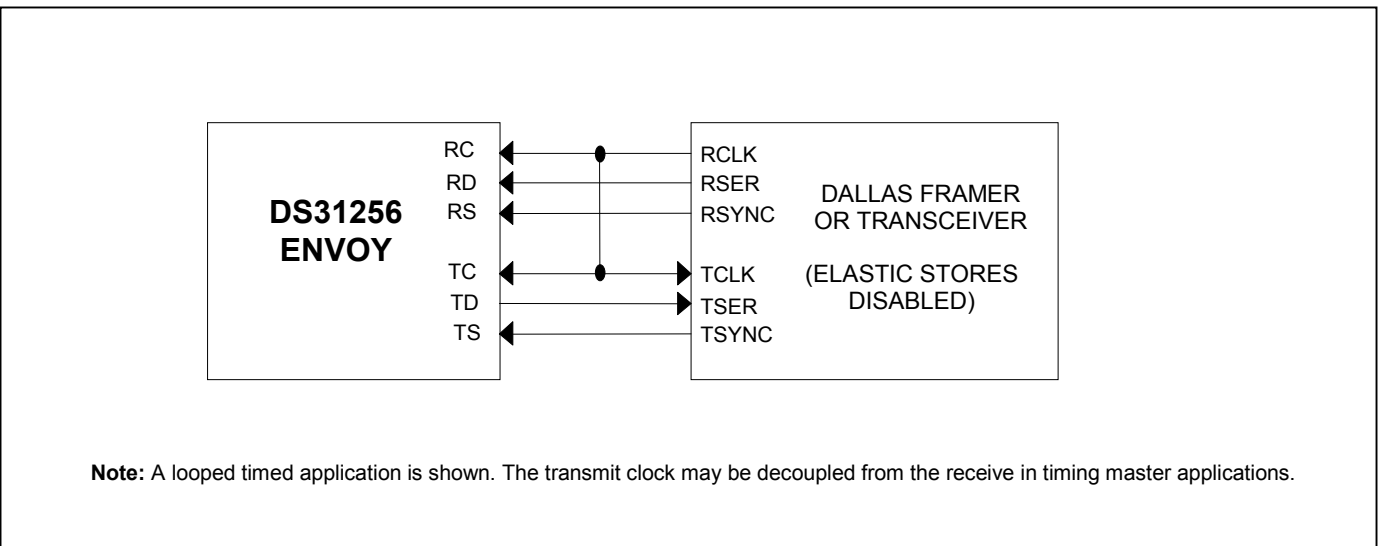 DS31256
ENVOY
RC
RD
RS
TC
TD
TS
RCLK
RSER
RSYNC
TCLK
TSER
TSYNC
DALLAS FRAMER
OR TRANSCEIVER
(ELASTIC STORES
DISABLED)
Note: A looped timed application is shown. The transmit clock may be decoupled from the receive in timing master applications.